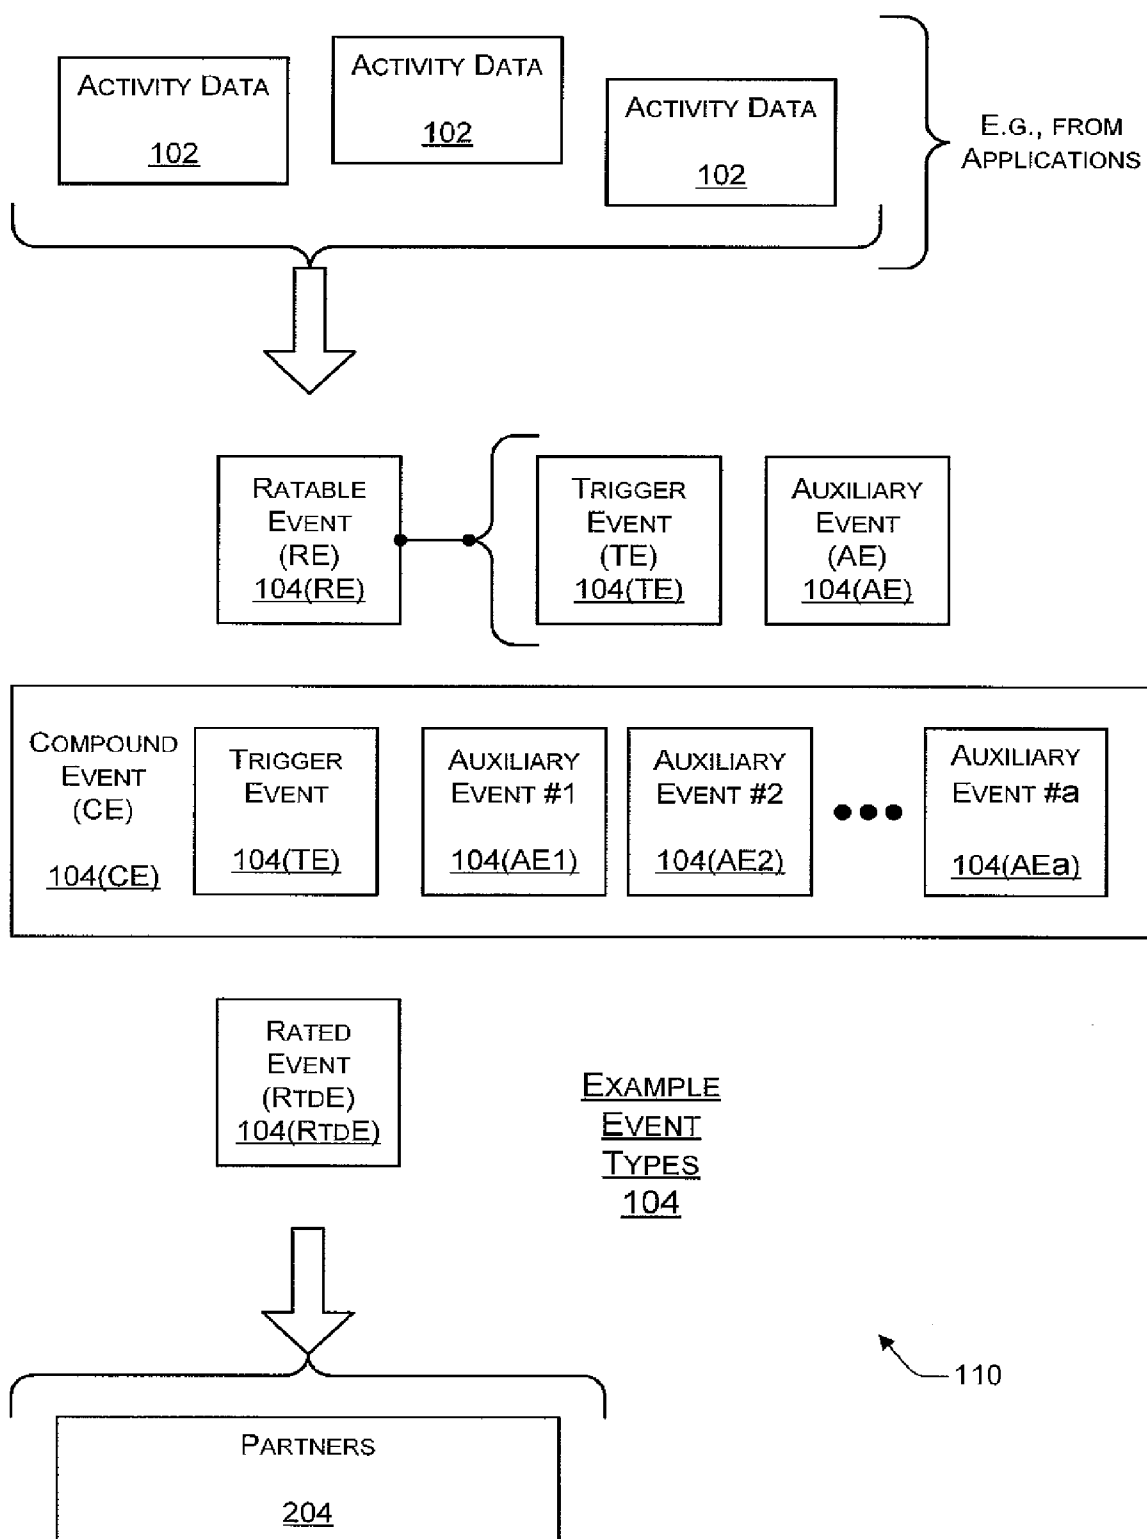 ACTIVITY DATA
102
ACTIVITY DATA
102
ACTIVITY DATA
102
E.G., FROM
APPLICATIONS
RATABLE
EVENT
(RE)
104(RE)
TRIGGER
EVENT
(TE)
104(TE)
AUXILIARY
EVENT
(AE)
104(AE)
COMPOUND
EVENT
(CE)
104(CE)
TRIGGER
EVENT
104(TE)
AUXILIARY
EVENT #1
104(AE1)
AUXILIARY
EVENT #2
104(AE2)
AUXILIARY
EVENT #a
104(AEa)
RATED
EVENT
(RTDE)
104(RTDE)
EXAMPLE
EVENT
TYPES
104
110
PARTNERS
204